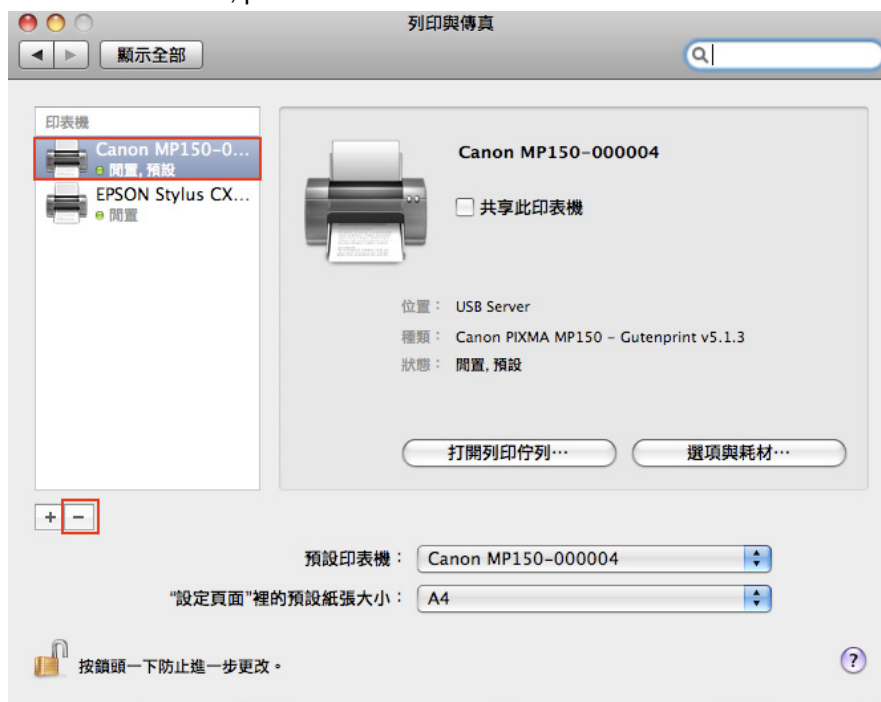 列印與傳真
顯示全部
印表機
Canon MP150-0...
閒置, 預設
EPSON Stylus CX...
閒置
Canon MP150-000004
共享此印表機
位置： USB Server
種類： Canon PIXMA MP150 – Gutenprint v5.1.3
狀態： 閒置, 預設
打開列印佇列… 選項與耗材…
+ −
預設印表機： Canon MP150-000004
“設定頁面”裡的預設紙張大小： A4
按鎖頭一下防止進一步更改。 ?